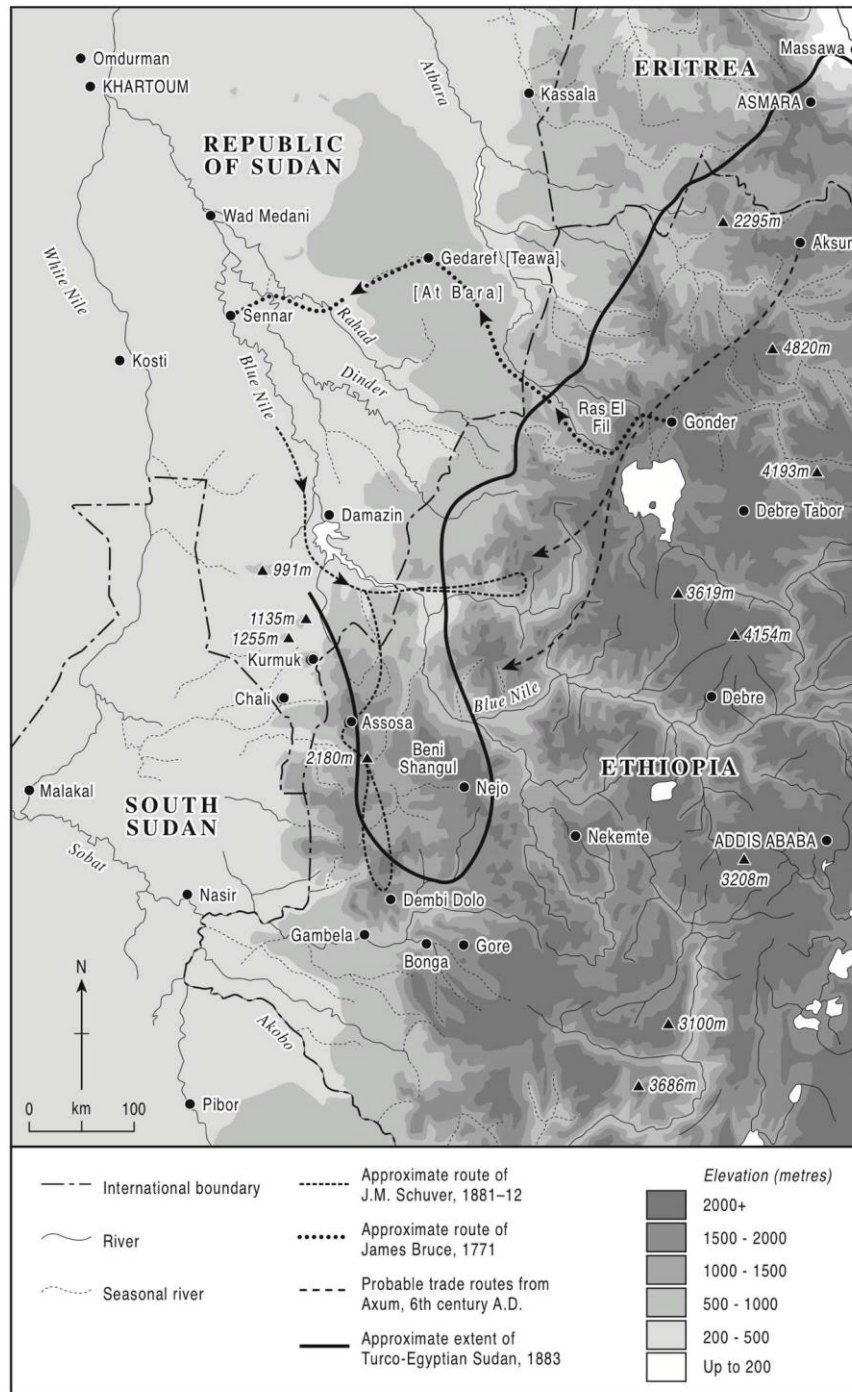 Massawa
Omdurman
KHARTOUM
Atbara
Kassala
ERITREA
ASMARA
REPUBLIC
OF SUDAN
Wad Medani
2295m
Aksum
White Nile
Gedaref [Teawa]
[At Bara]
Sennar
Rahad
4820m
Kosti
Blue Nile
Dinder
Ras El
Fil
Gonder
4193m
Damazin
Debre Tabor
991m
3619m
1135m
1255m
4154m
Kurmuk
Chali
Blue Nile
Debre
Assosa
Beni
Shangul
2180m
ETHIOPIA
Malakal
Nejo
SOUTH
SUDAN
Nekemte
ADDIS ABABA
Sobat
3208m
Nasir
Dembi Dolo
Gambela
Bonga
Gore
N
Akobo
3100m
3686m
Pibor
0 km 100
International boundary
River
Seasonal river
Approximate route of
J.M. Schuver, 1881–12
Approximate route of
James Bruce, 1771
Probable trade routes from
Axum, 6th century A.D.
Approximate extent of
Turco-Egyptian Sudan, 1883
Elevation (metres)
2000+
1500 - 2000
1000 - 1500
500 - 1000
200 - 500
Up to 200